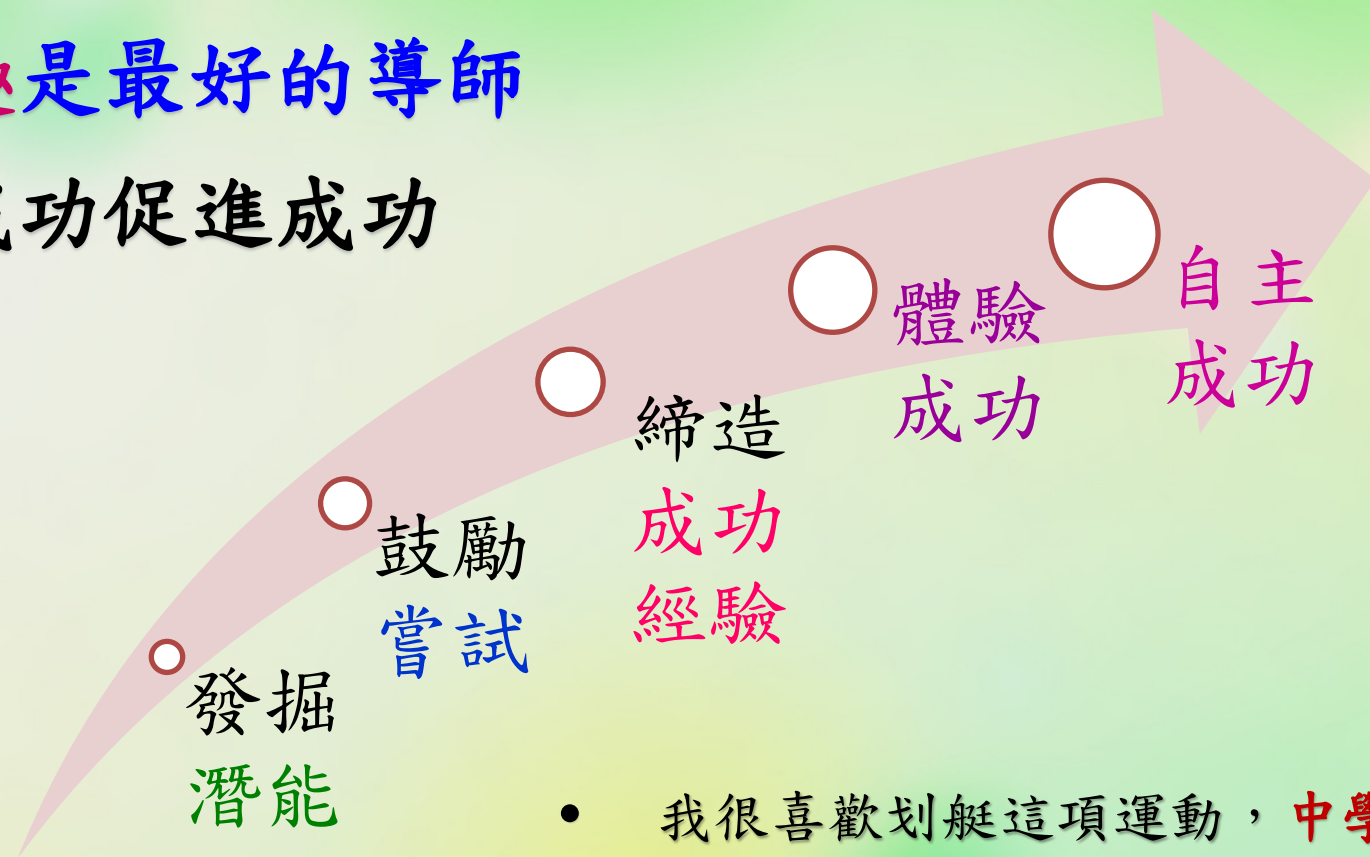 是最好的導師
功促進成功
發掘
潛能
鼓勵
嘗試
締造
成功
經驗
體驗
成功
自主
成功
• 我很喜歡划艇這項運動，中學